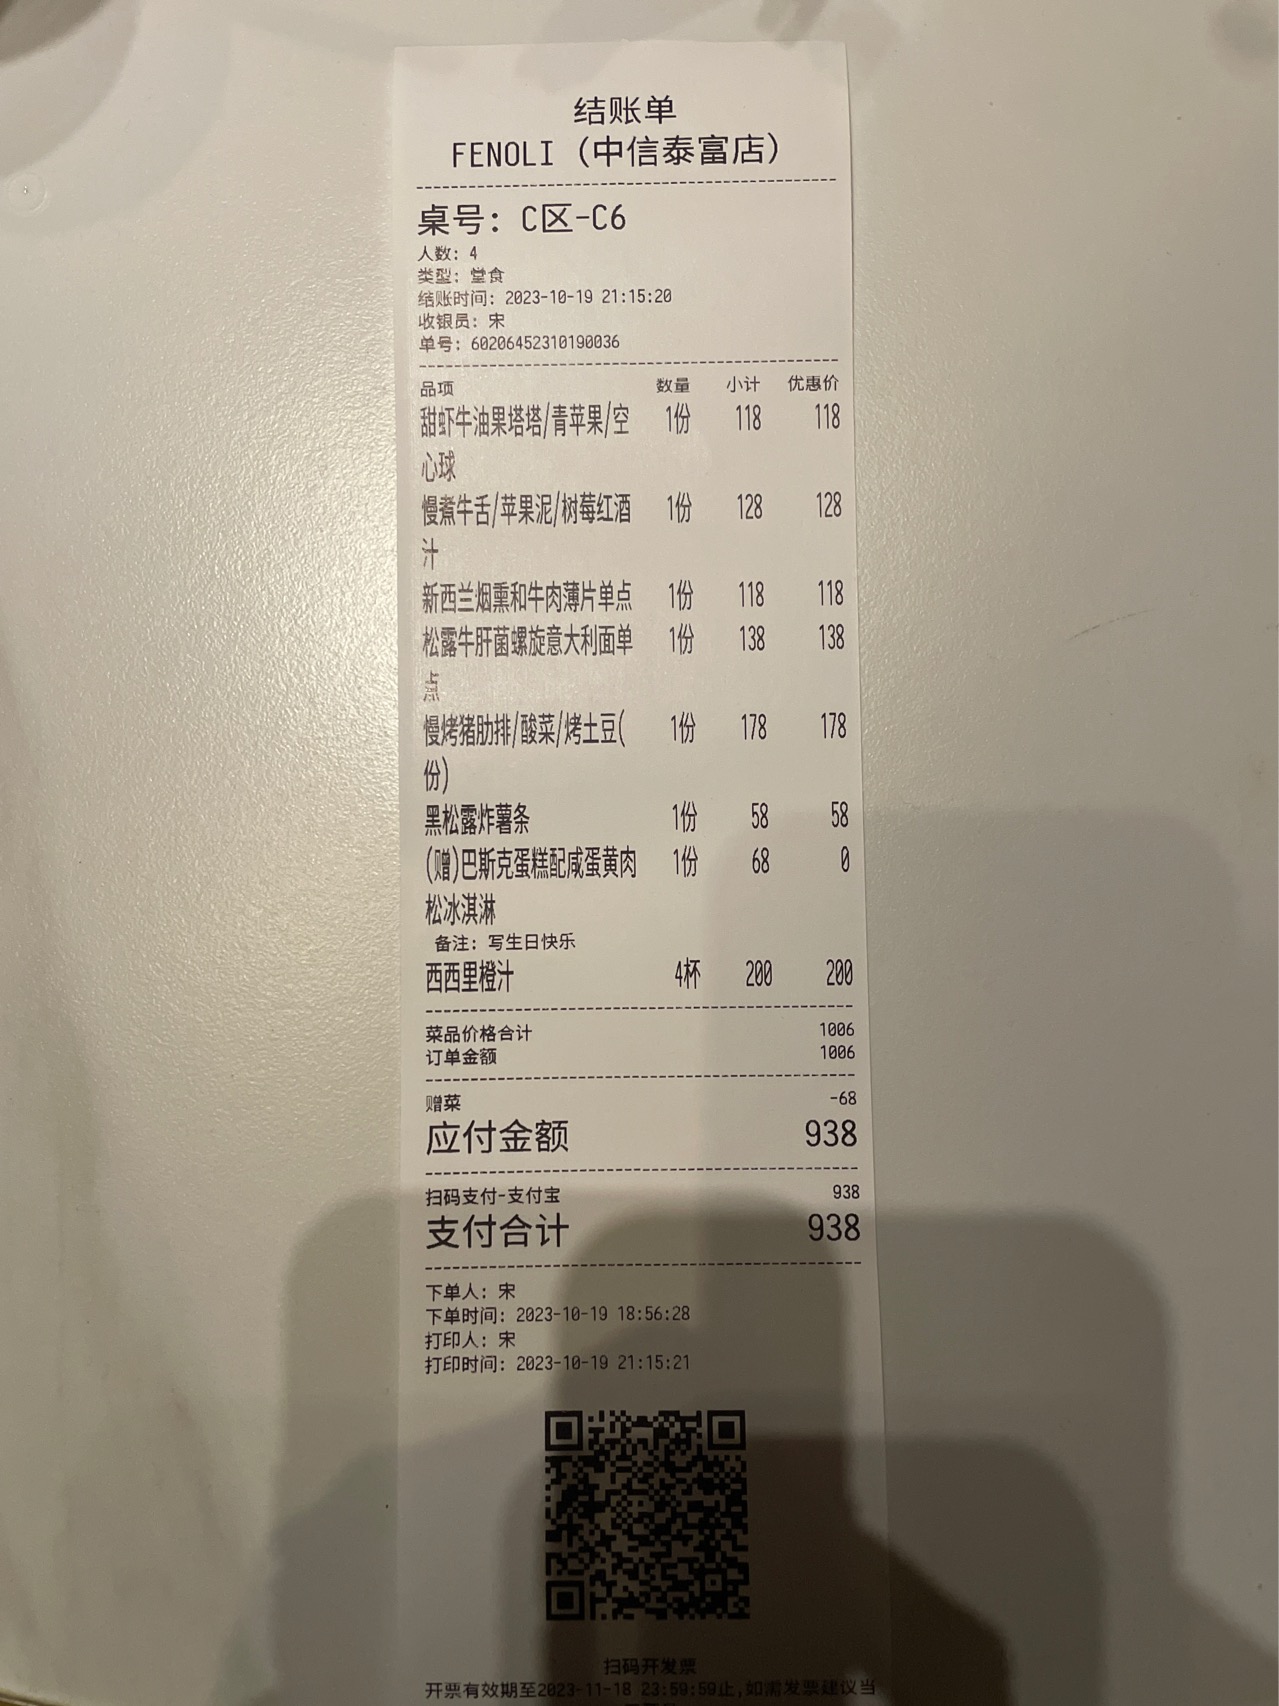 结账单
FENOLI（中信泰富店）
桌号：C区-C6
人数：4
类型：堂食
结账时间：2023-10-19 21:15:20
收银员：宋
单号：60206452310190036
品项 数量 小计 优惠价
甜虾牛油果塔塔/青苹果/空 1份 118 118
心球
慢煮牛舌/苹果泥/树莓红酒 1份 128 128
汁
新西兰烟熏和牛肉薄片单点 1份 118 118
松露牛肝菌螺旋意大利面单 1份 138 138
点
慢烤猪肋排/酸菜/烤土豆( 1份 178 178
份)
黑松露炸薯条 1份 58 58
(赠)巴斯克蛋糕配咸蛋黄肉 1份 68 0
松冰淇淋
备注：写生日快乐
西西里橙汁 4杯 200 200
菜品价格合计 1006
订单金额 1006
赠菜 -68
应付金额 938
扫码支付-支付宝 938
支付合计 938
下单人：宋
下单时间：2023-10-19 18:56:28
打印人：宋
打印时间：2023-10-19 21:15:21
扫码开发票
开票有效期至2023-11-18 23:59:59止,如需发票建议当